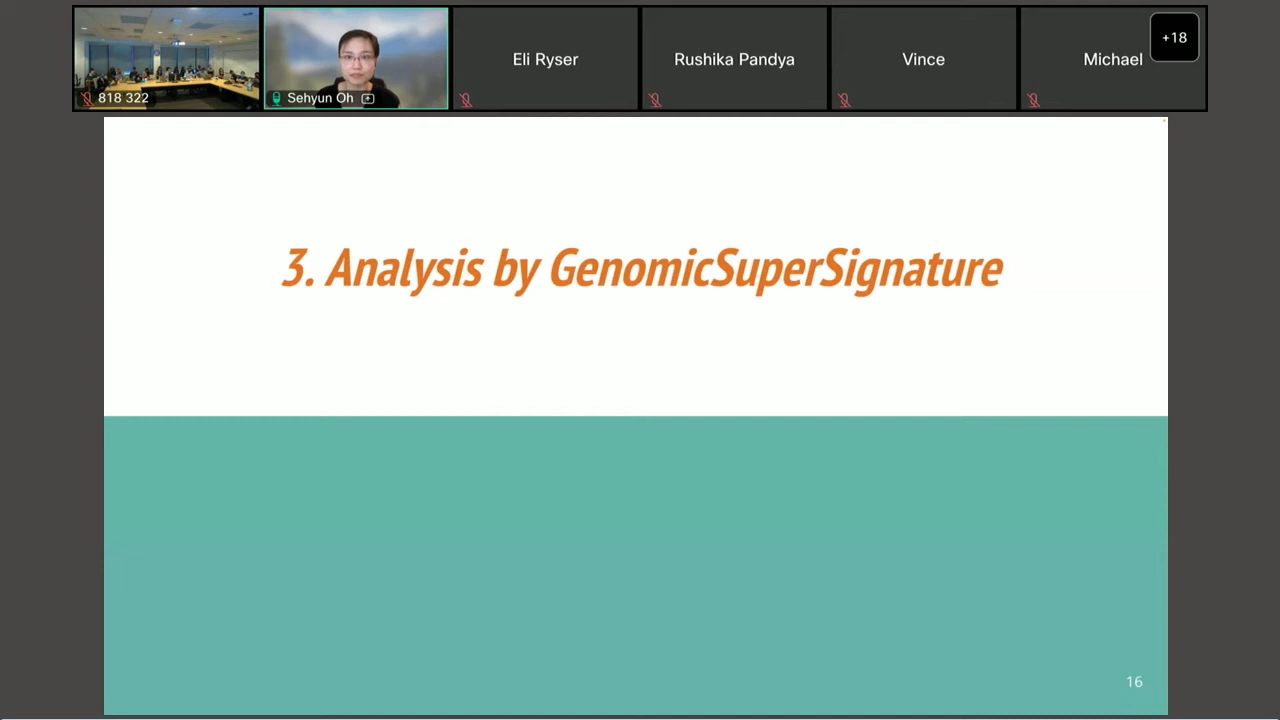 818 322
Sehyun Oh
Eli Ryser
Rushika Pandya
Vince
Michael
+18
3. Analysis by GenomicSuperSignature
16